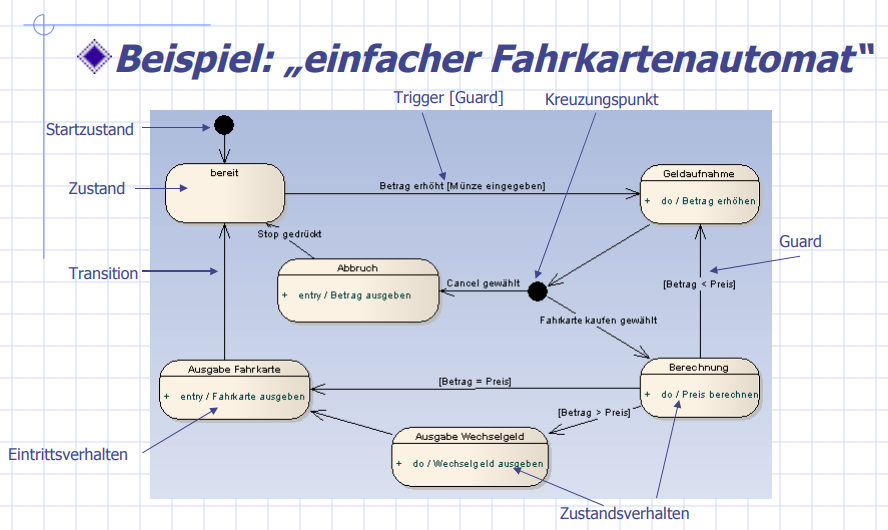 Beispiel: „einfacher Fahrkartenautomat“
Trigger [Guard]
Kreuzungspunkt
Startzustand
bereit
Geldaufnahme
Zustand
Betrag erhöht [Münze eingegeben]
+ do / Betrag erhöhen
Stop gedrückt
Guard
Transition
Abbruch
Cancel gewählt
[Betrag < Preis]
+ entry / Betrag ausgeben
Fahrkarte kaufen gewählt
Ausgabe Fahrkarte
Berechnung
[Betrag = Preis]
+ entry / Fahrkarte ausgeben
+ do / Preis berechnen
[Betrag > Preis]
Ausgabe Wechselgeld
Eintrittsverhalten
+ do / Wechselgeld ausgeben
Zustandsverhalten